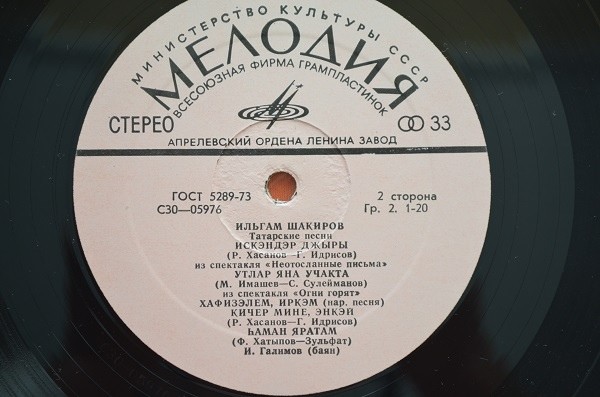 МИНИСТЕРСТВО КУЛЬТУРЫ СССР
МЕЛОДИЯ
ВСЕСОЮЗНАЯ ФИРМА ГРАМПЛАСТИНОК
СТЕРЕО 33
АПРЕЛЕВСКИЙ ОРДЕНА ЛЕНИНА ЗАВОД
ГОСТ 5289-73 2 сторона
С30—05976 Гр. 2. 1-20
ИЛЬГАМ ШАКИРОВ
Татарские песни
ИСКЭНДЭР ДЖЫРЫ
(Р. Хасанов—Г. Идрисов)
из спектакля «Неотосланные письма»
УТЛАР ЯНА УЧАКТА
(М. Имашев—С. Сулейманов)
из спектакля «Огни горят»
ХАФИЗЭЛЕМ, ИРКЭМ (нар. песня)
КИЧЕР МИНЕ, ЭНКЭЙ
(Р. Хасанов—Г. Идрисов)
ҺАМАН ЯРАТАМ
(Ф. Хатыпов—Зульфат)
И. Галимов (баян)